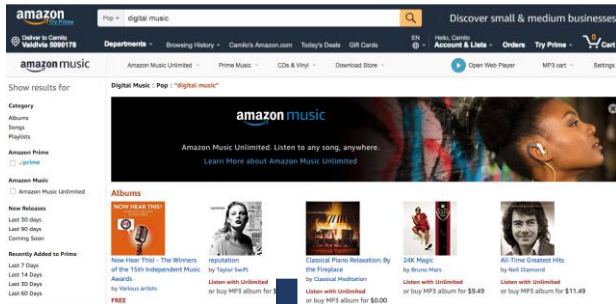 amazon
Try Prime
Pop
digital music
Discover small & medium businesses
Deliver to Camilo
Valdivia 5090178
Departments
Browsing History
Camilo's Amazon.com
Today's Deals
Gift Cards
EN
Hello, Camilo
Account & Lists
Orders
Try Prime
0
Cart
amazon music
Amazon Music Unlimited
Prime Music
CDs & Vinyl
Download Store
Open Web Player
MP3 cart
Settings
Show results for
Category
Albums
Songs
Playlists
Amazon Prime
prime
Amazon Music
Amazon Music Unlimited
New Releases
Last 30 days
Last 90 days
Coming Soon
Recently Added to Prime
Last 7 Days
Last 14 Days
Last 30 Days
Last 60 Days
Digital Music : Pop : "digital music"
amazon music
Amazon Music Unlimited. Listen to any song, anywhere.
Learn More about Amazon Music Unlimited
Albums
NOW HEAR THIS!
Now Hear This! - The Winners
of the 15th Independent Music
Awards
by Various artists
FREE
reputation
by Taylor Swift
Listen with Unlimited
or buy MP3 album for $
Classical Piano Relaxation: By
the Fireplace
by Classical Meditation
Listen with Unlimited
or buy MP3 album for $0.00
24K Magic
by Bruno Mars
Listen with Unlimited
or buy MP3 album for $9.49
All-Time Greatest Hits
by Neil Diamond
Listen with Unlimited
or buy MP3 album for $11.49